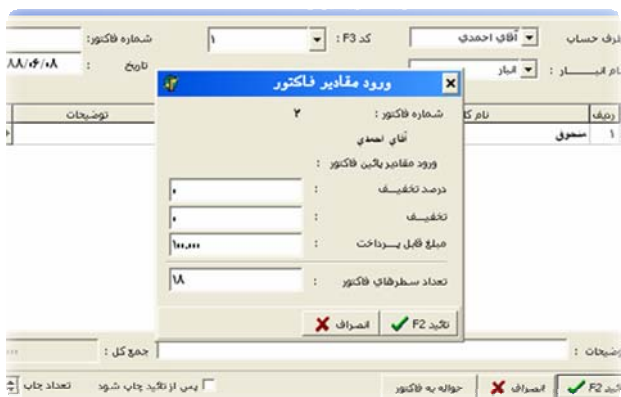 طرف حساب آقای احمدی کد F3 : ۱ شماره فاکتور:
نام انبـــــار : انبار تاریخ : ۸۸/۰۶/۰۸
ردیف نام کا توضیحات
۱ صندوق
ورود مقادیر فاکتور
شماره فاکتور : ۲
آقای احمدی
ورود مقادیر پائین فاکتور :
درصد تخفیـــف : ۰
تخفیـــف : ۰
مبلغ قابل پـــرداخت : ۱۰۰,۰۰۰
تعداد سـطرهای فاکتور : ۱۸
تائید F2 انصراف
توضیحات : جمع کل :
تائید F2 انصراف حواله به فاکتور پس از تائید چاپ شود تعداد چاپ